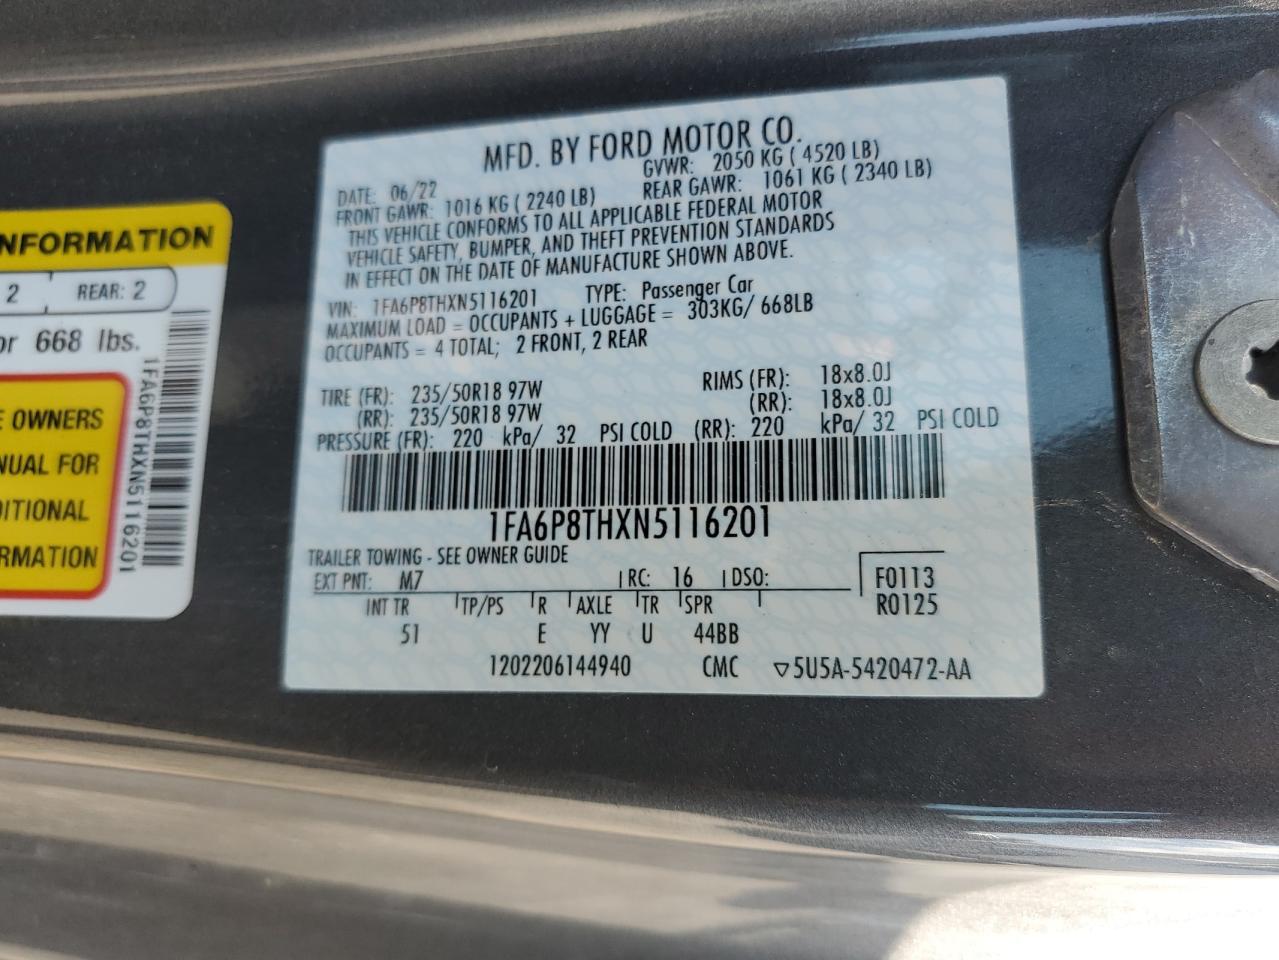 NFORMATION
2 REAR: 2
or 668 lbs.
E OWNERS
NUAL FOR
DITIONAL
ORMATION
1FA6P8THXN5116201
MFD. BY FORD MOTOR CO.
DATE: 06/22 GVWR: 2050 KG ( 4520 LB)
FRONT GAWR: 1016 KG ( 2240 LB) REAR GAWR: 1061 KG ( 2340 LB)
THIS VEHICLE CONFORMS TO ALL APPLICABLE FEDERAL MOTOR
VEHICLE SAFETY, BUMPER, AND THEFT PREVENTION STANDARDS
IN EFFECT ON THE DATE OF MANUFACTURE SHOWN ABOVE.
VIN: 1FA6P8THXN5116201 TYPE: Passenger Car
MAXIMUM LOAD = OCCUPANTS + LUGGAGE = 303KG/ 668LB
OCCUPANTS = 4 TOTAL; 2 FRONT, 2 REAR
TIRE (FR): 235/50R18 97W RIMS (FR): 18x8.0J
(RR): 235/50R18 97W (RR): 18x8.0J
PRESSURE (FR): 220 kPa/ 32 PSI COLD (RR): 220 kPa/ 32 PSI COLD
1FA6P8THXN5116201
TRAILER TOWING - SEE OWNER GUIDE
EXT PNT: M7 RC: 16 DSO: F0113
INT TR TP/PS R AXLE TR SPR R0125
51 E YY U 44BB
1202206144940 CMC ▽5U5A-5420472-AA